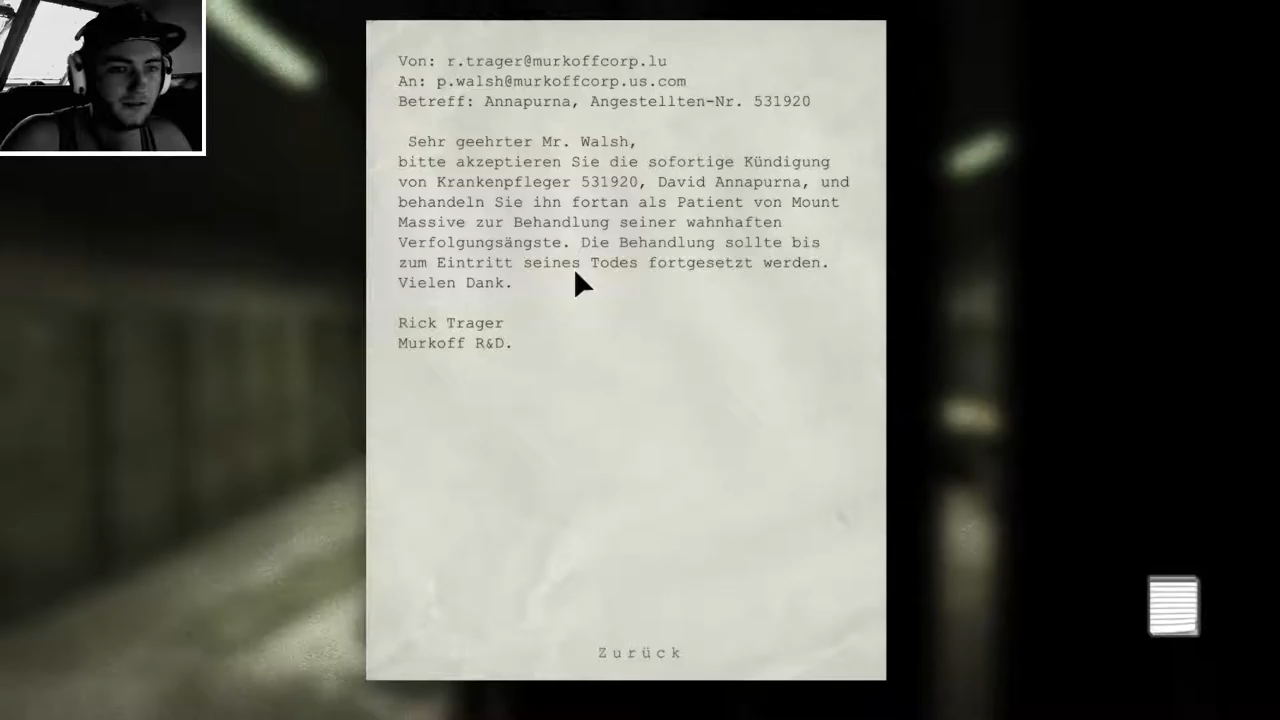 Von: r.trager@murkoffcorp.lu
An: p.walsh@murkoffcorp.us.com
Betreff: Annapurna, Angestellten-Nr. 531920
Sehr geehrter Mr. Walsh,
bitte akzeptieren Sie die sofortige Kündigung
von Krankenpfleger 531920, David Annapurna, und
behandeln Sie ihn fortan als Patient von Mount
Massive zur Behandlung seiner wahnhaften
Verfolgungsängste. Die Behandlung sollte bis
zum Eintritt seines Todes fortgesetzt werden.
Vielen Dank.
Rick Trager
Murkoff R&D.
Zurück